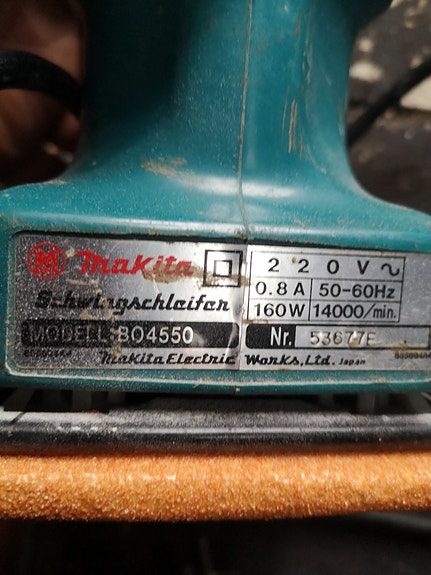 M Makita
220V~
Schwingschleifer
0.8A 50-60Hz
160W 14000/min.
MODELL BO4550
Nr. 53677E
Makita Electric Works, Ltd. Japan